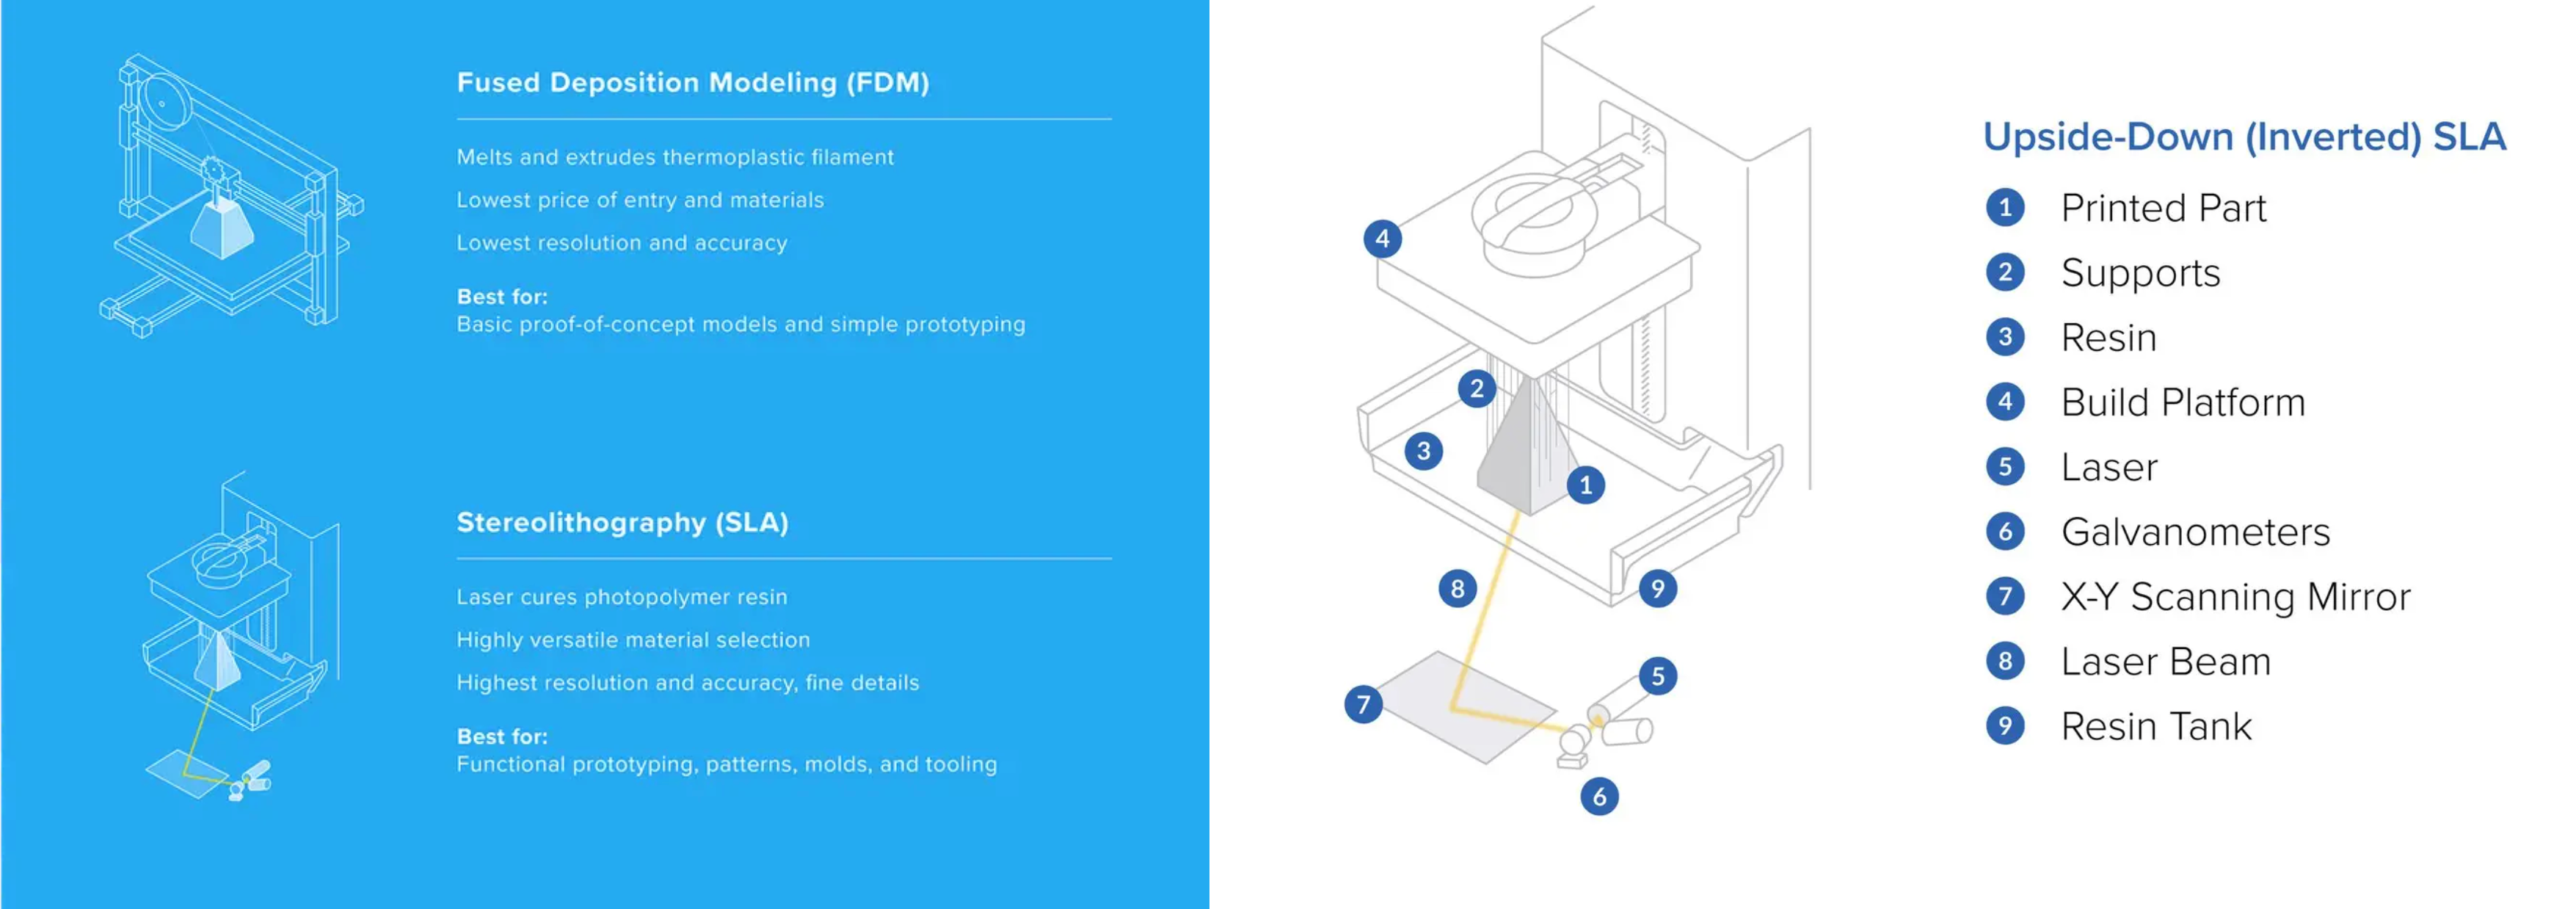 Fused Deposition Modeling (FDM)
Melts and extrudes thermoplastic filament
Lowest price of entry and materials
Lowest resolution and accuracy
Best for:
Basic proof-of-concept models and simple prototyping
Stereolithography (SLA)
Laser cures photopolymer resin
Highly versatile material selection
Highest resolution and accuracy, fine details
Best for:
Functional prototyping, patterns, molds, and tooling
4
2
3
1
8
9
5
7
6
Upside-Down (Inverted) SLA
1 Printed Part
2 Supports
3 Resin
4 Build Platform
5 Laser
6 Galvanometers
7 X-Y Scanning Mirror
8 Laser Beam
9 Resin Tank